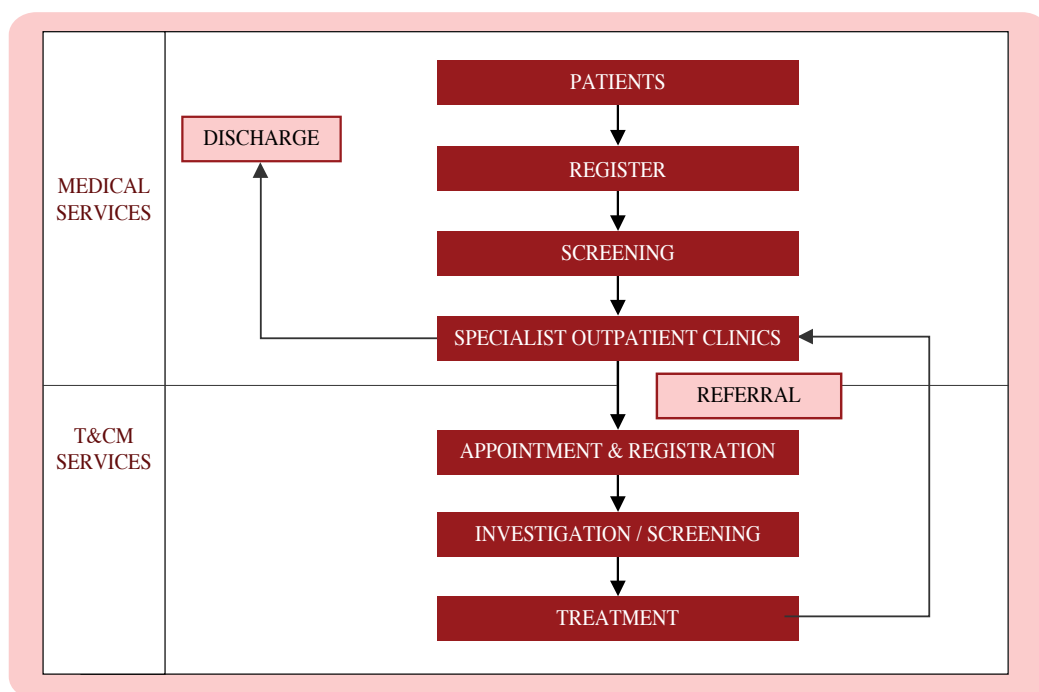 PATIENTS
DISCHARGE
REGISTER
MEDICAL
SERVICES
SCREENING
SPECIALIST OUTPATIENT CLINICS
REFERRAL
T&CM
SERVICES
APPOINTMENT & REGISTRATION
INVESTIGATION / SCREENING
TREATMENT